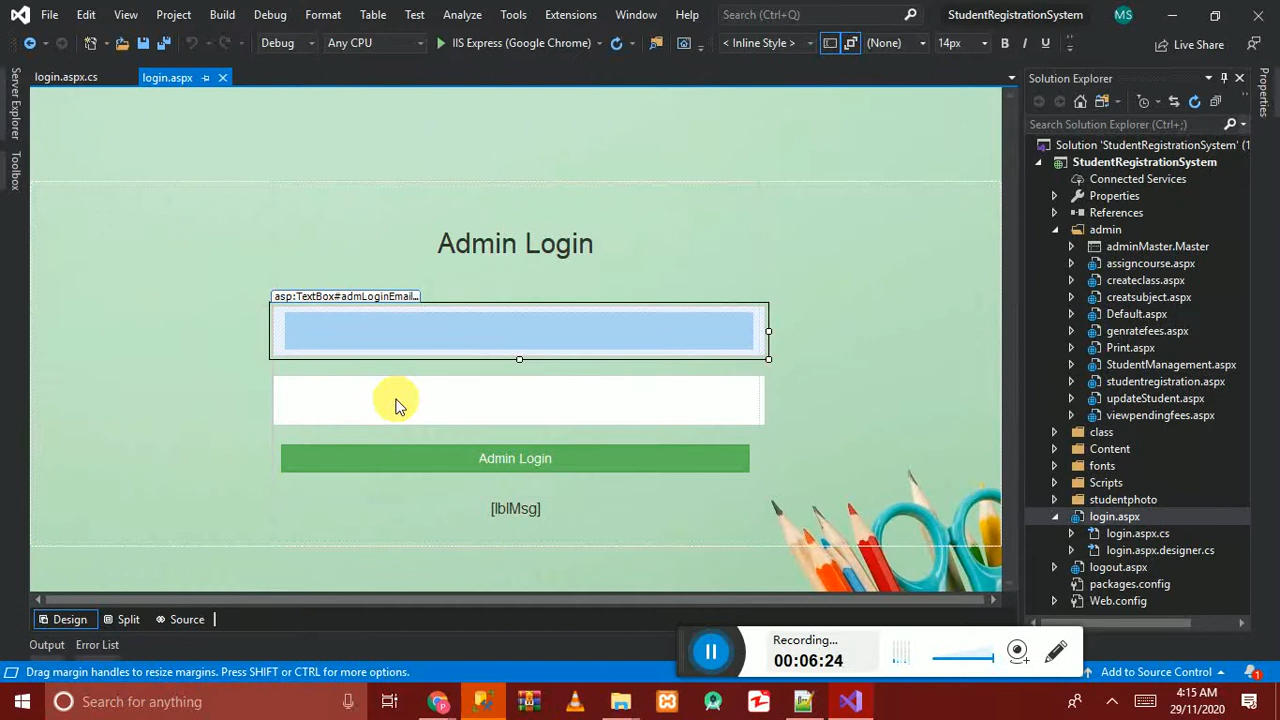 File Edit View Project Build Debug Format Table Test Analyze Tools Extensions Window Help Search (Ctrl+Q) StudentRegistrationSystem MS
Debug Any CPU IIS Express (Google Chrome) < Inline Style > (None) 14px B I U Live Share
login.aspx.cs login.aspx
Server Explorer
Toolbox
Admin Login
asp:TextBox#admLoginEmail...
Admin Login
[lblMsg]
Design Split Source
Output Error List
Solution Explorer
Search Solution Explorer (Ctrl+;)
Solution 'StudentRegistrationSystem' (1
StudentRegistrationSystem
Connected Services
Properties
References
admin
adminMaster.Master
assigncourse.aspx
createclass.aspx
creatsubject.aspx
Default.aspx
genratefees.aspx
Print.aspx
StudentManagement.aspx
studentregistration.aspx
updateStudent.aspx
viewpendingfees.aspx
class
Content
fonts
Scripts
studentphoto
login.aspx
login.aspx.cs
login.aspx.designer.cs
logout.aspx
packages.config
Web.config
Properties
Recording...
00:06:24
Drag margin handles to resize margins. Press SHIFT or CTRL for more options.
Add to Source Control
1
Search for anything
4:15 AM
29/11/2020